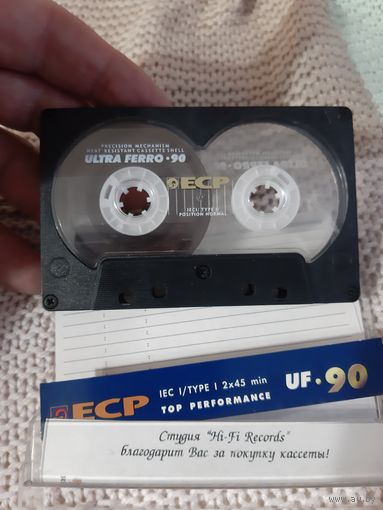 PRECISION MECHANISM
HEAT RESISTANT CASSETTE SHELL
ULTRA FERRO•90
ECP
IECI/TYPE I
POSITION NORMAL
ECP
IEC I/TYPE I 2x45 min
TOP PERFORMANCE
UF•90
Студия "Hi-Fi Records"
благодарит Вас за покупку кассеты!